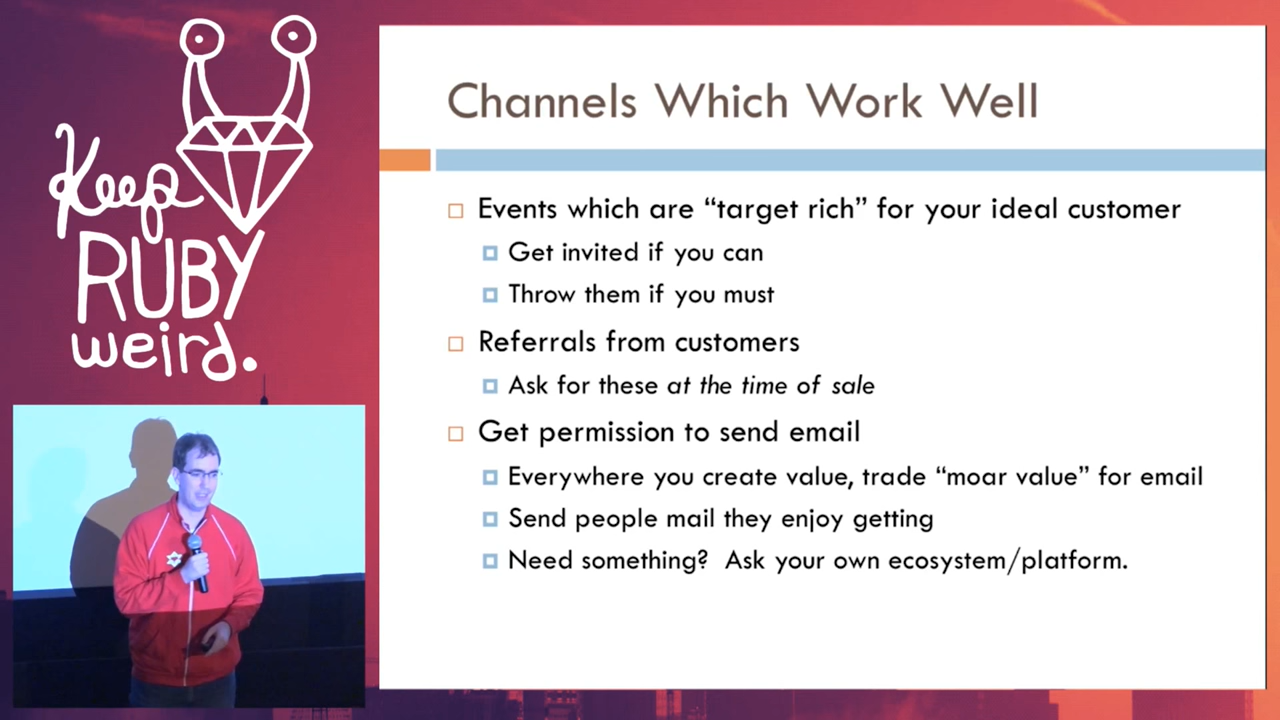 Keep
RUBY
weird.
Channels Which Work Well
Events which are “target rich” for your ideal customer
Get invited if you can
Throw them if you must
Referrals from customers
Ask for these at the time of sale
Get permission to send email
Everywhere you create value, trade “moar value” for email
Send people mail they enjoy getting
Need something?  Ask your own ecosystem/platform.